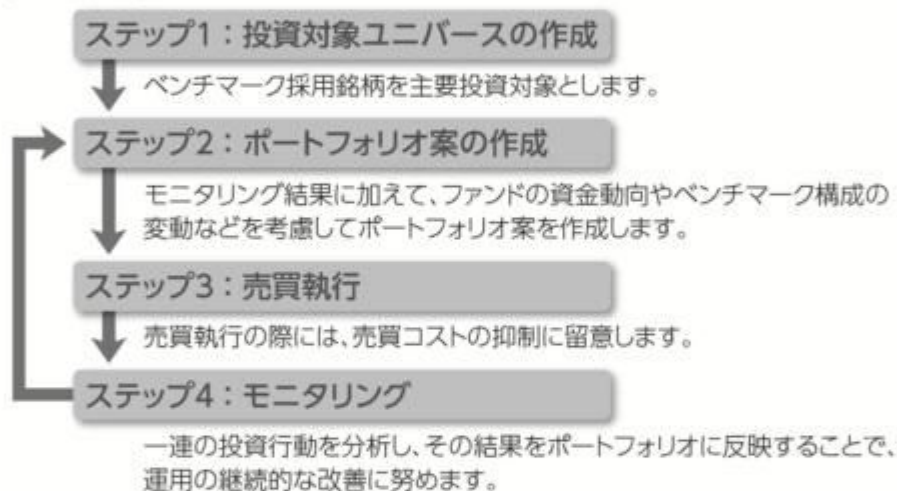 ステップ1：投資対象ユニバースの作成
ベンチマーク採用銘柄を主要投資対象とします。
ステップ2：ポートフォリオ案の作成
モニタリング結果に加えて、ファンドの資金動向やベンチマーク構成の
変動などを考慮してポートフォリオ案を作成します。
ステップ3：売買執行
売買執行の際には、売買コストの抑制に留意します。
ステップ4：モニタリング
一連の投資行動を分析し、その結果をポートフォリオに反映することで、
運用の継続的な改善に努めます。